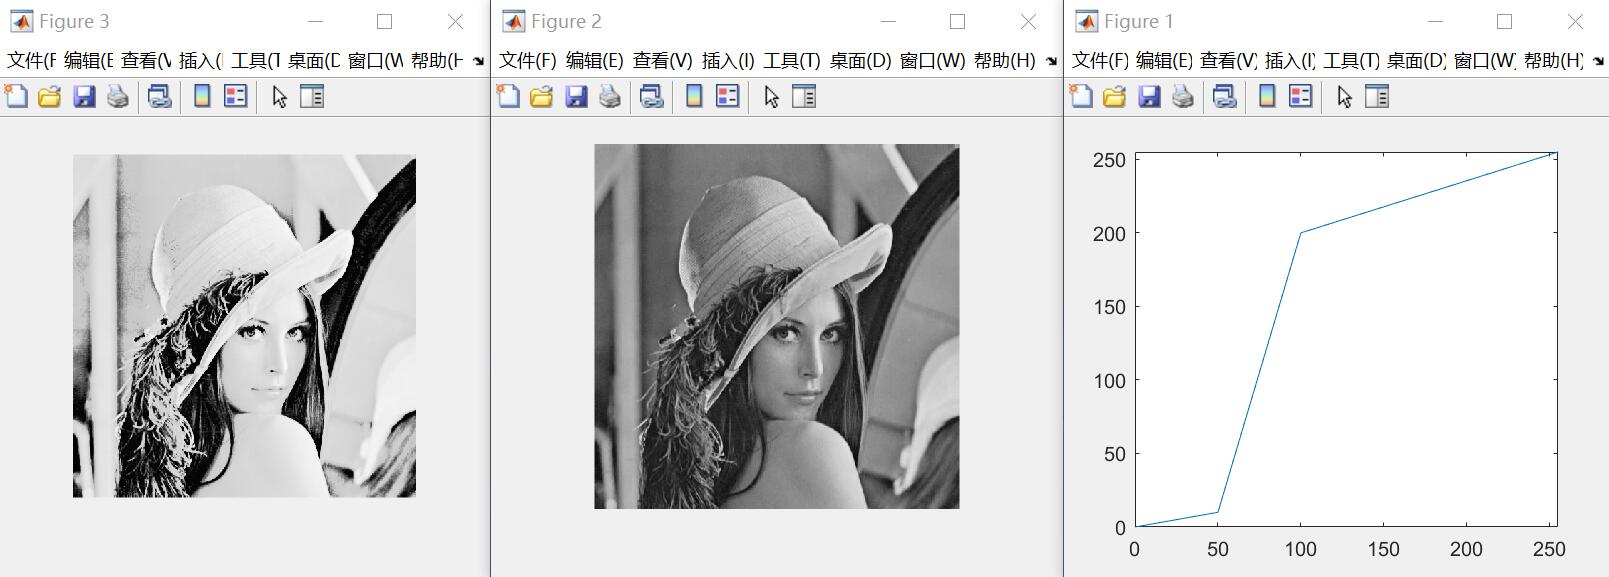 Figure 3
文件(F 编辑(E 查看(V 插入(I 工具(T 桌面(D 窗口(W 帮助(H
Figure 2
文件(F) 编辑(E) 查看(V) 插入(I) 工具(T) 桌面(D) 窗口(W) 帮助(H)
Figure 1
文件(F) 编辑(E) 查看(V) 插入(I) 工具(T) 桌面(D) 窗口(W) 帮助(H)
250
200
150
100
50
0
0 50 100 150 200 250